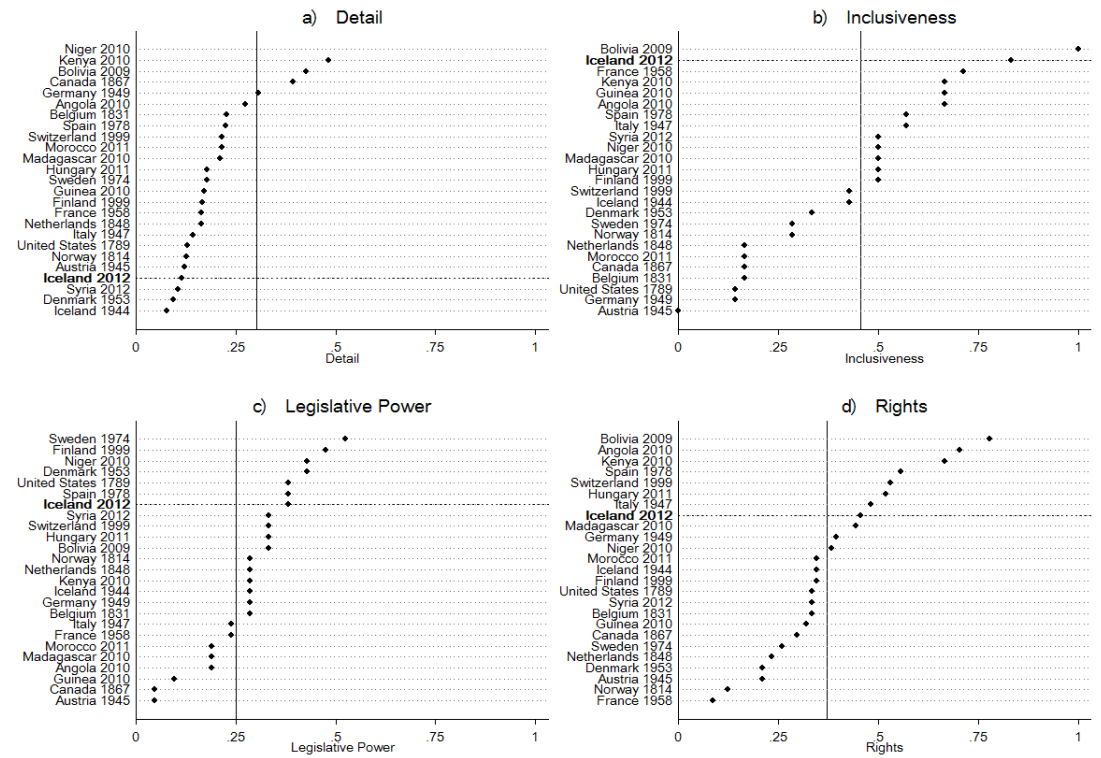 a) Detail
Niger 2010
Kenya 2010
Bolivia 2009
Canada 1867
Germany 1949
Angola 2010
Belgium 1831
Spain 1978
Switzerland 1999
Morocco 2011
Madagascar 2010
Hungary 2011
Sweden 1974
Guinea 2010
Finland 1999
France 1958
Netherlands 1848
Italy 1947
United States 1789
Norway 1814
Austria 1945
Iceland 2012
Syria 2012
Denmark 1953
Iceland 1944
0 .25 .5 .75 1
Detail
b) Inclusiveness
Bolivia 2009
Iceland 2012
France 1958
Kenya 2010
Guinea 2010
Angola 2010
Spain 1978
Italy 1947
Syria 2012
Niger 2010
Madagascar 2010
Hungary 2011
Finland 1999
Switzerland 1999
Iceland 1944
Denmark 1953
Sweden 1974
Norway 1814
Netherlands 1848
Morocco 2011
Canada 1867
Belgium 1831
United States 1789
Germany 1949
Austria 1945
0 .25 .5 .75 1
Inclusiveness
c) Legislative Power
Sweden 1974
Finland 1999
Niger 2010
Denmark 1953
United States 1789
Spain 1978
Iceland 2012
Syria 2012
Switzerland 1999
Hungary 2011
Bolivia 2009
Norway 1814
Netherlands 1848
Kenya 2010
Iceland 1944
Germany 1949
Belgium 1831
Italy 1947
France 1958
Morocco 2011
Madagascar 2010
Angola 2010
Guinea 2010
Canada 1867
Austria 1945
0 .25 .5 .75 1
Legislative Power
d) Rights
Bolivia 2009
Angola 2010
Kenya 2010
Spain 1978
Switzerland 1999
Hungary 2011
Italy 1947
Iceland 2012
Madagascar 2010
Germany 1949
Niger 2010
Morocco 2011
Iceland 1944
Finland 1999
United States 1789
Syria 2012
Belgium 1831
Guinea 2010
Canada 1867
Sweden 1974
Netherlands 1848
Denmark 1953
Austria 1945
Norway 1814
France 1958
0 .25 .5 .75 1
Rights